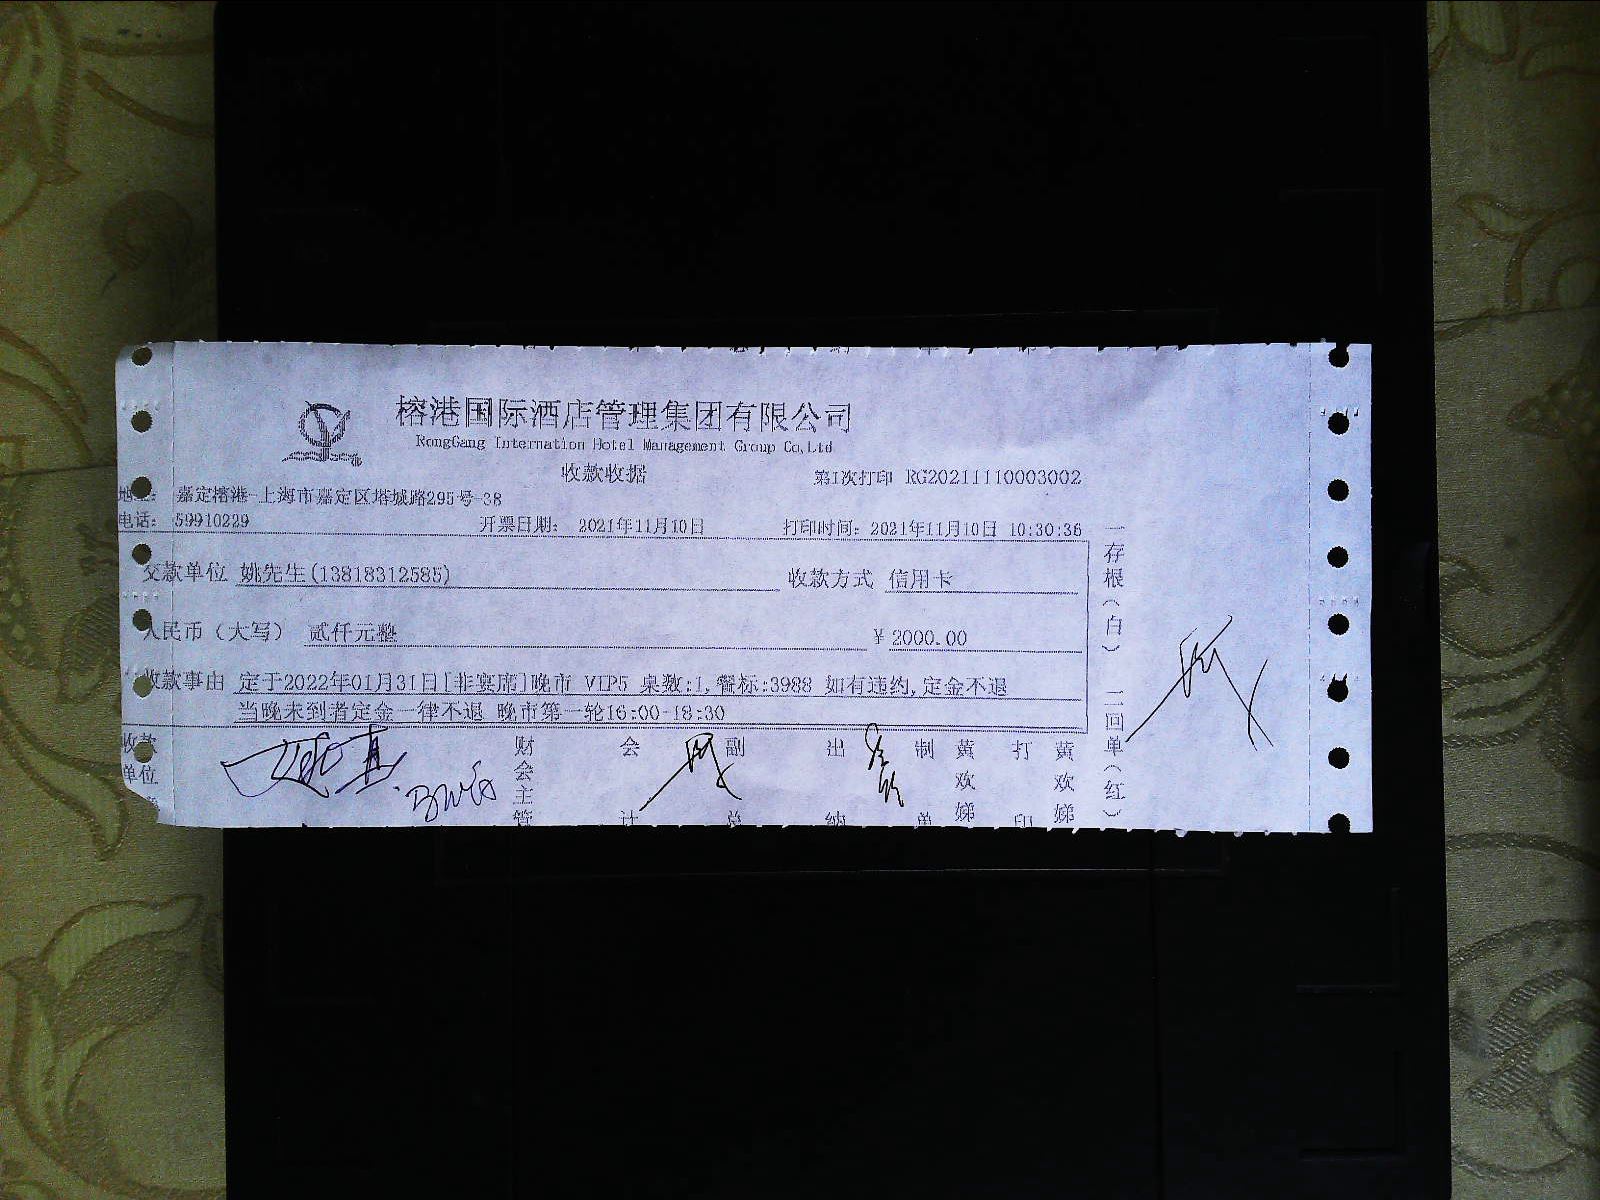 榕港国际酒店管理集团有限公司
RongGang Internation Hotel Management Group Co,Ltd
收款收据
第1次打印 RG20211110003002
地址: 嘉定榕港-上海市嘉定区塔城路295号-38
电话: 59910229 开票日期: 2021年11月10日 打印时间: 2021年11月10日 10:30:36
交款单位 姚先生(13818312585) 收款方式 信用卡
人民币（大写） 贰仟元整 ¥ 2000.00
收款事由 定于2022年01月31日[非宴席]晚市 VIP5 桌数:1,餐标:3988 如有违约,定金不退
当晚未到者定金一律不退 晚市第一轮16:00-18:30
收款单位
财会主管
会计
副总
出纳
制单 黄欢娣
打印 黄欢娣
一存根（白） 二回单（红）